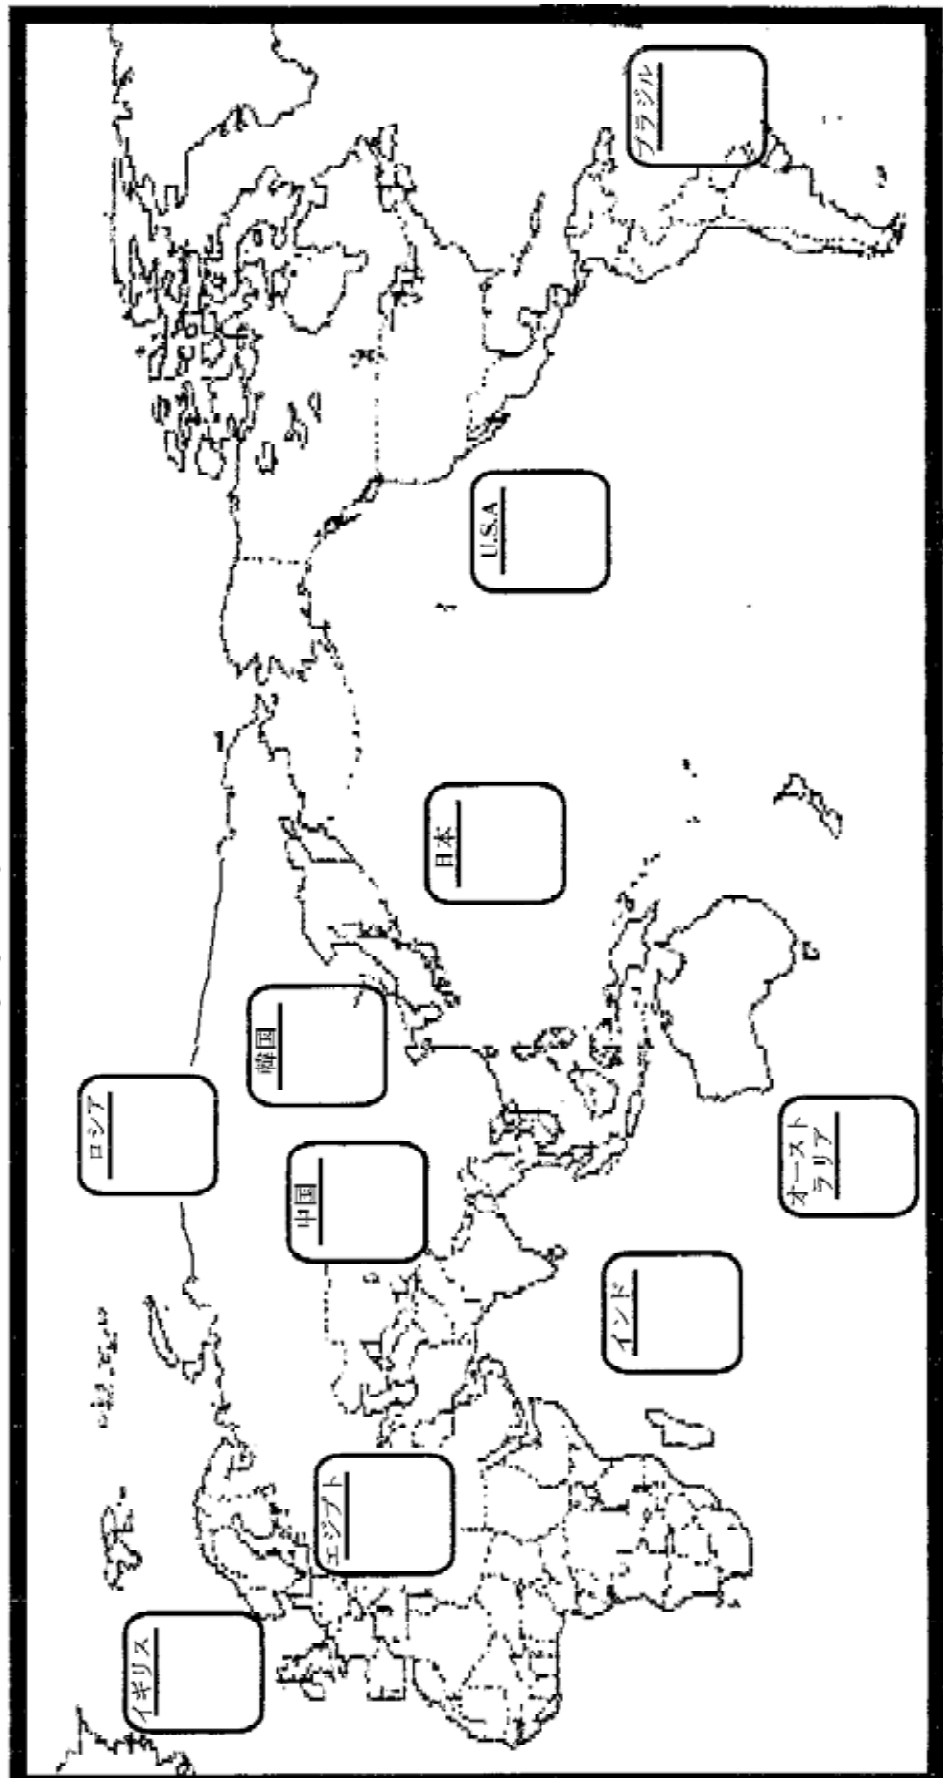 イギリス
ロシア
エジプト
中国
韓国
インド
日本
オースト
ラリア
U.S.A
ブラジル